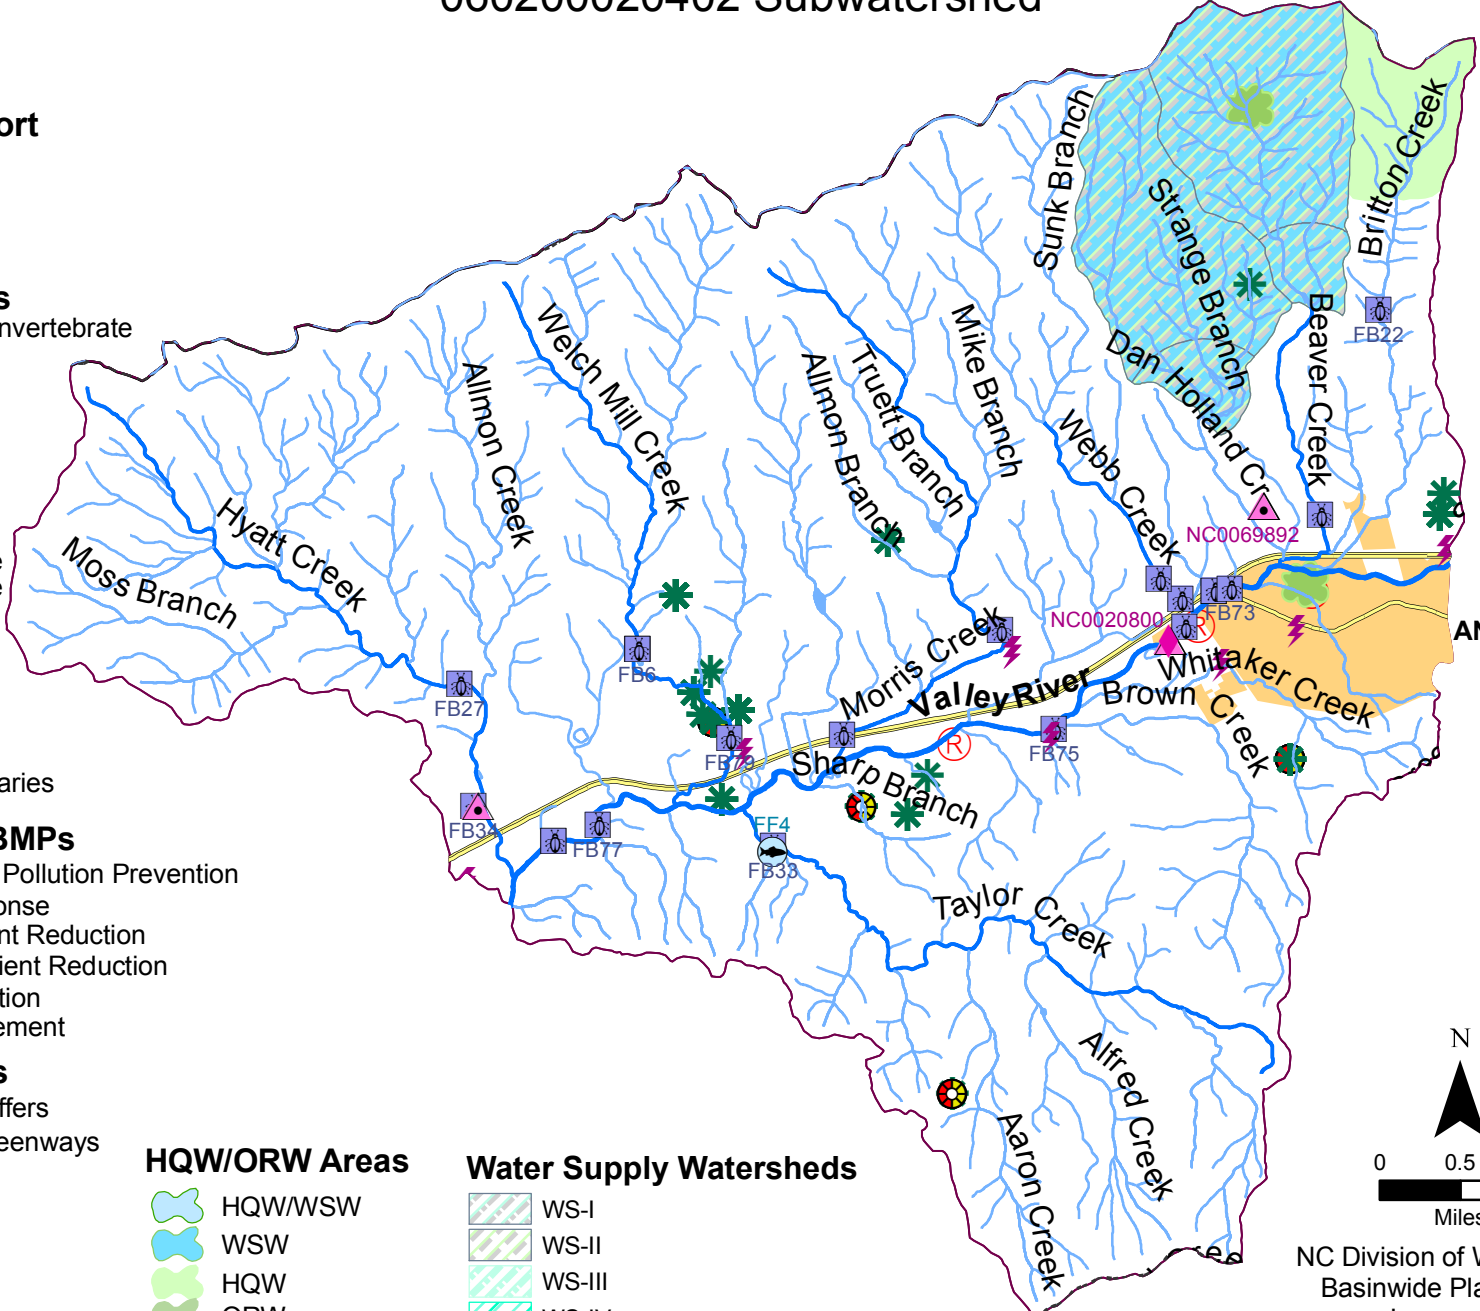 060200020402 Subwatershed
ort
s
nvertebrate
aries
BMPs
Pollution Prevention
onse
nt Reduction
ient Reduction
tion
ement
s
ffers
eenways
HQW/ORW Areas
HQW/WSW
WSW
HQW
ORW
Water Supply Watersheds
WS-I
WS-II
WS-III
WS-IV
Sunk Branch
Strange Branch
Britton Creek
Dan Holland Cr
Beaver Creek
FB22
Welch Mill Creek
Allmon Creek
Truett Branch
Allmon Branch
Mike Branch
Webb Creek
Hyatt Creek
Moss Branch
NC0069892
NC0020800
FB73
R
AN
Morris Creek
Valley River
Whitaker Creek
Brown Creek
FB6
FB27
FB79
R
FB75
Sharp Branch
FB34
FB77
FF4
FB33
Taylor Creek
Alfred Creek
Aaron Creek
N
0 0.5
Miles
NC Division of W
Basinwide Pla